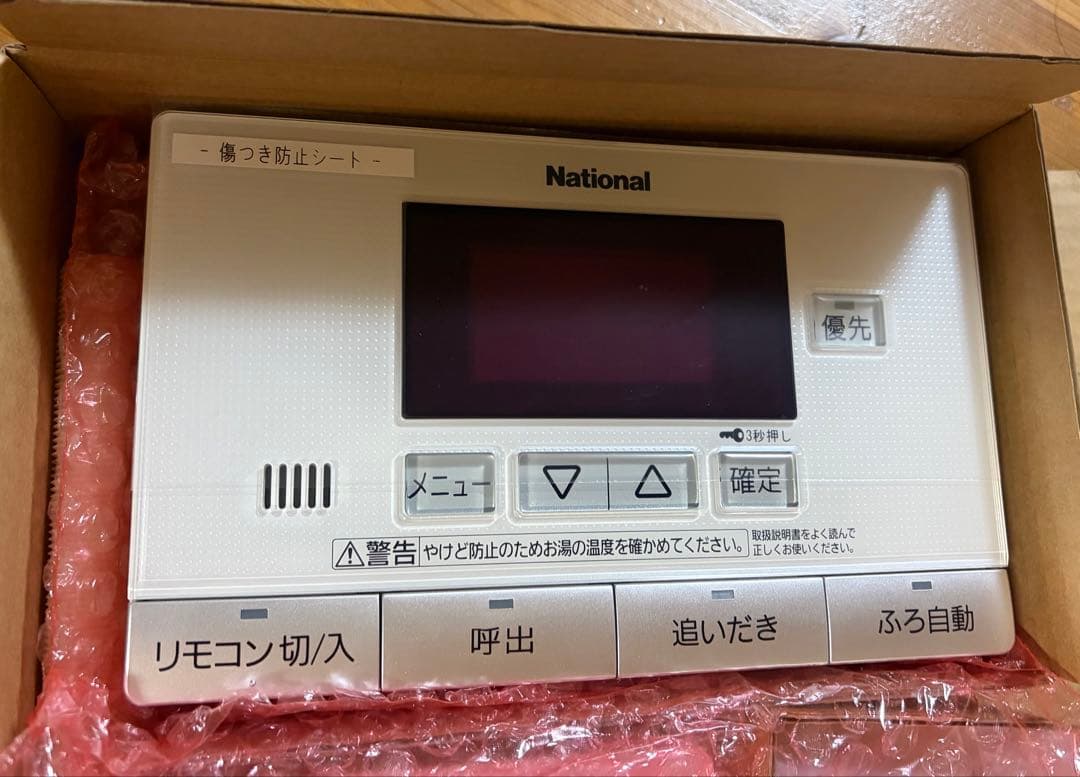 - 傷つき防止シート -
National
優先
3秒押し
メニュー
▽
△
確定
警告 やけど防止のためお湯の温度を確かめてください。
取扱説明書をよく読んで
正しくお使いください。
リモコン切/入
呼出
追いだき
ふろ自動